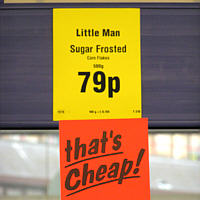 Little Man
Sugar Frosted
Corn Flakes
500g
79p
that's
Cheap!